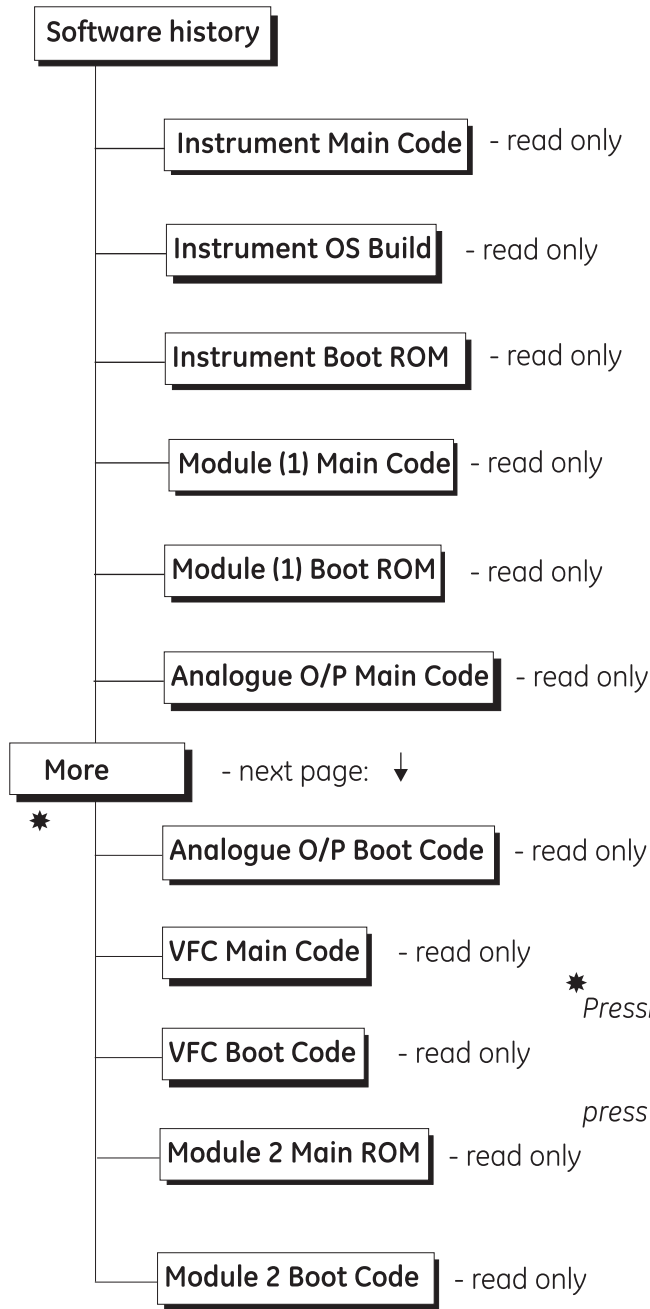 Software history
Instrument Main Code - read only
Instrument OS Build - read only
Instrument Boot ROM - read only
Module (1) Main Code - read only
Module (1) Boot ROM - read only
Analogue O/P Main Code - read only
More - next page:
Analogue O/P Boot Code - read only
VFC Main Code - read only
VFC Boot Code - read only
press
Module 2 Main ROM - read only
Module 2 Boot Code - read only